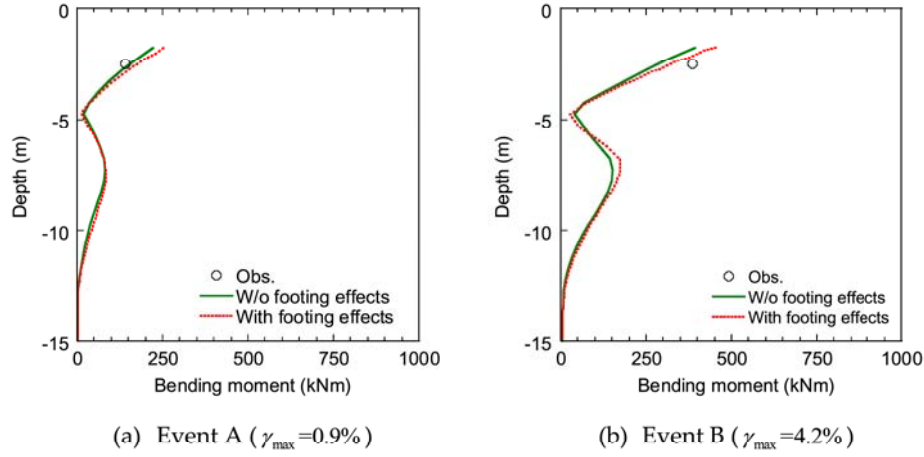 0
-5
-10
-15
Depth (m)
Obs.
W/o footing effects
With footing effects
0 250 500 750 1000
Bending moment (kNm)
(a) Event A (γmax=0.9%)
0
-5
-10
-15
Depth (m)
Obs.
W/o footing effects
With footing effects
0 250 500 750 1000
Bending moment (kNm)
(b) Event B (γmax=4.2%)